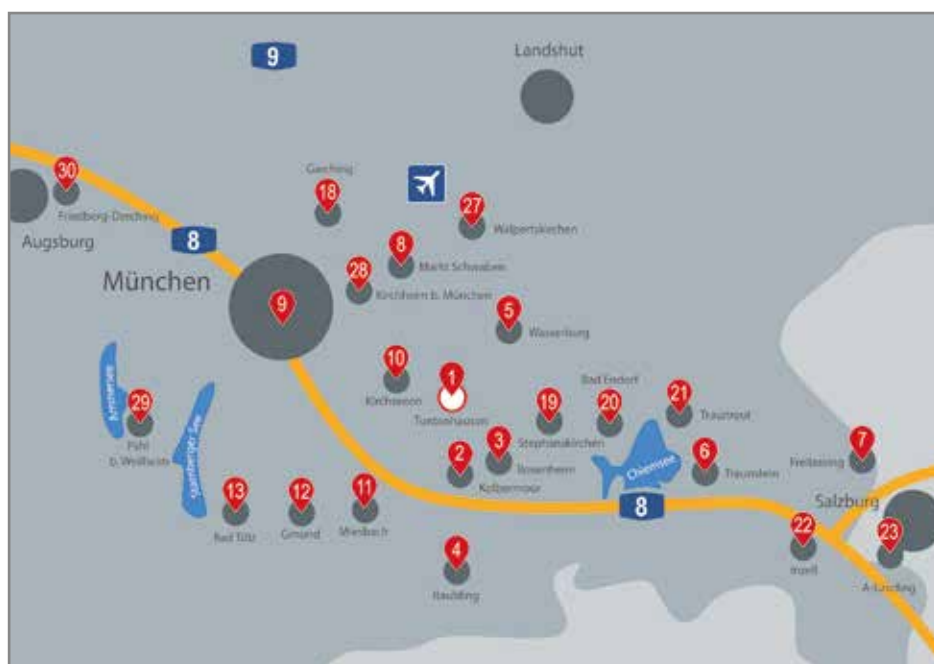 9
Landshut
30
Garching
18
27
Friedberg-Derching
Walpertskirchen
Augsburg
8
8
Markt Schwaben
München
28
Kirchheim b. München
9
5
Wasserburg
10
1
Kirchseeon
Tuntenhausen
Ammersee
29
Pähl
b. Weilheim
Starnberger See
19
Stephanskirchen
Bad Endorf
20
21
Traunreut
2
Kolbermoor
3
Rosenheim
Chiemsee
6
Traunstein
7
Freilassing
Salzburg
13
Bad Tölz
12
Gmund
11
Miesbach
8
22
Inzell
23
4